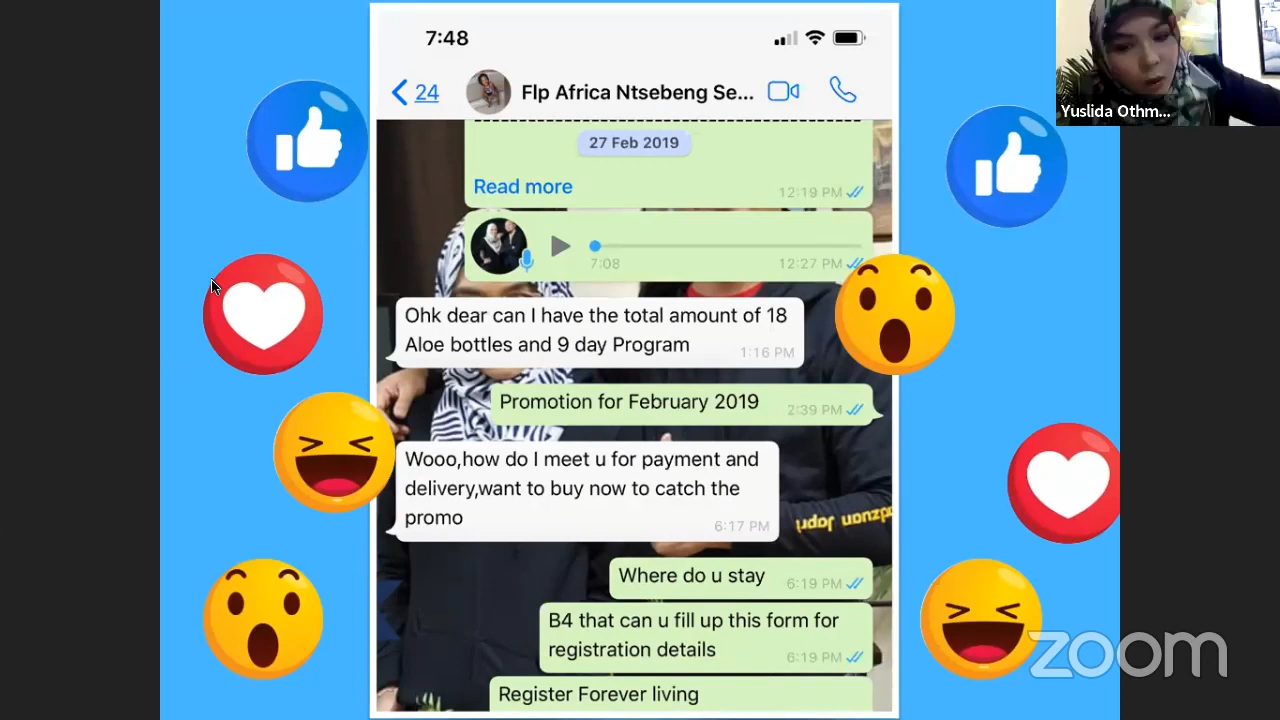 7:48
24
Flp Africa Ntsebeng Se...
Yuslida Othm...
27 Feb 2019
Read more
12:19 PM
7:08
12:27 PM
Ohk dear can I have the total amount of 18
Aloe bottles and 9 day Program
1:16 PM
Promotion for February 2019
2:39 PM
Wooo,how do I meet u for payment and
delivery,want to buy now to catch the
promo
6:17 PM
Where do u stay
6:19 PM
B4 that can u fill up this form for
registration details
6:19 PM
Register Forever living
zoom